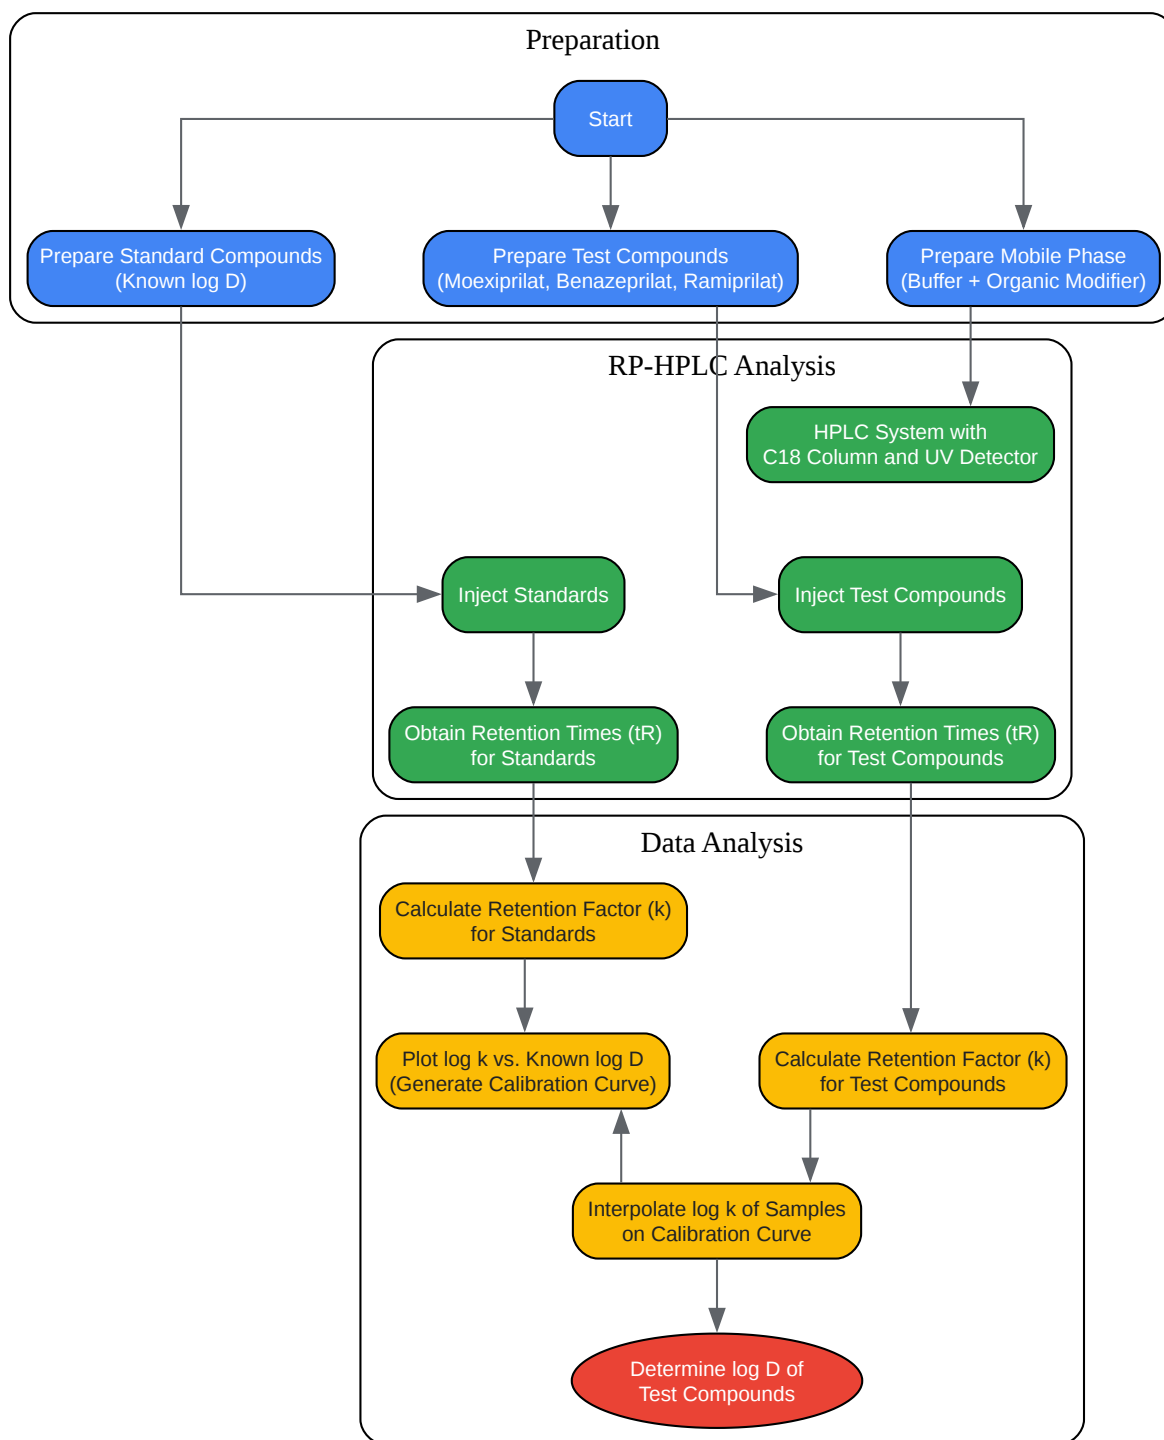 Preparation
Start
Prepare Standard Compounds
(Known log D)
Prepare Test Compounds
(Moexiprilat, Benazeprilat, Ramiprilat)
Prepare Mobile Phase
(Buffer + Organic Modifier)
RP-HPLC Analysis
HPLC System with
C18 Column and UV Detector
Inject Standards
Inject Test Compounds
Obtain Retention Times (tR)
for Standards
Obtain Retention Times (tR)
for Test Compounds
Data Analysis
Calculate Retention Factor (k)
for Standards
Plot log k vs. Known log D
(Generate Calibration Curve)
Calculate Retention Factor (k)
for Test Compounds
Interpolate log k of Samples
on Calibration Curve
Determine log D of
Test Compounds